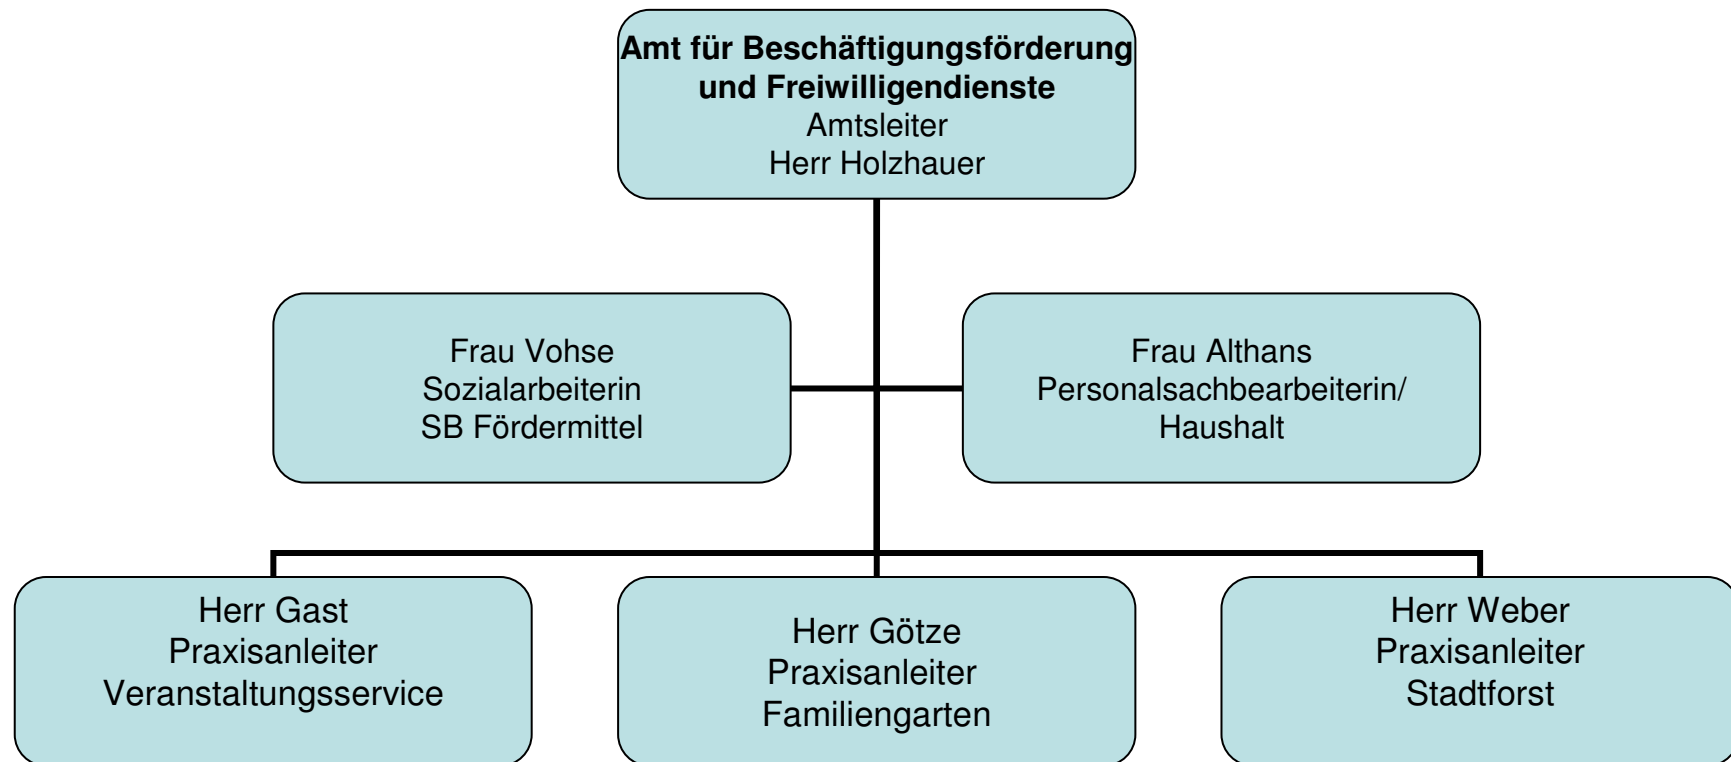 Amt für Beschäftigungsförderung
und Freiwilligendienste
Amtsleiter
Herr Holzhauer
Frau Vohse
Sozialarbeiterin
SB Fördermittel
Frau Althans
Personalsachbearbeiterin/
Haushalt
Herr Gast
Praxisanleiter
Veranstaltungsservice
Herr Götze
Praxisanleiter
Familiengarten
Herr Weber
Praxisanleiter
Stadtforst